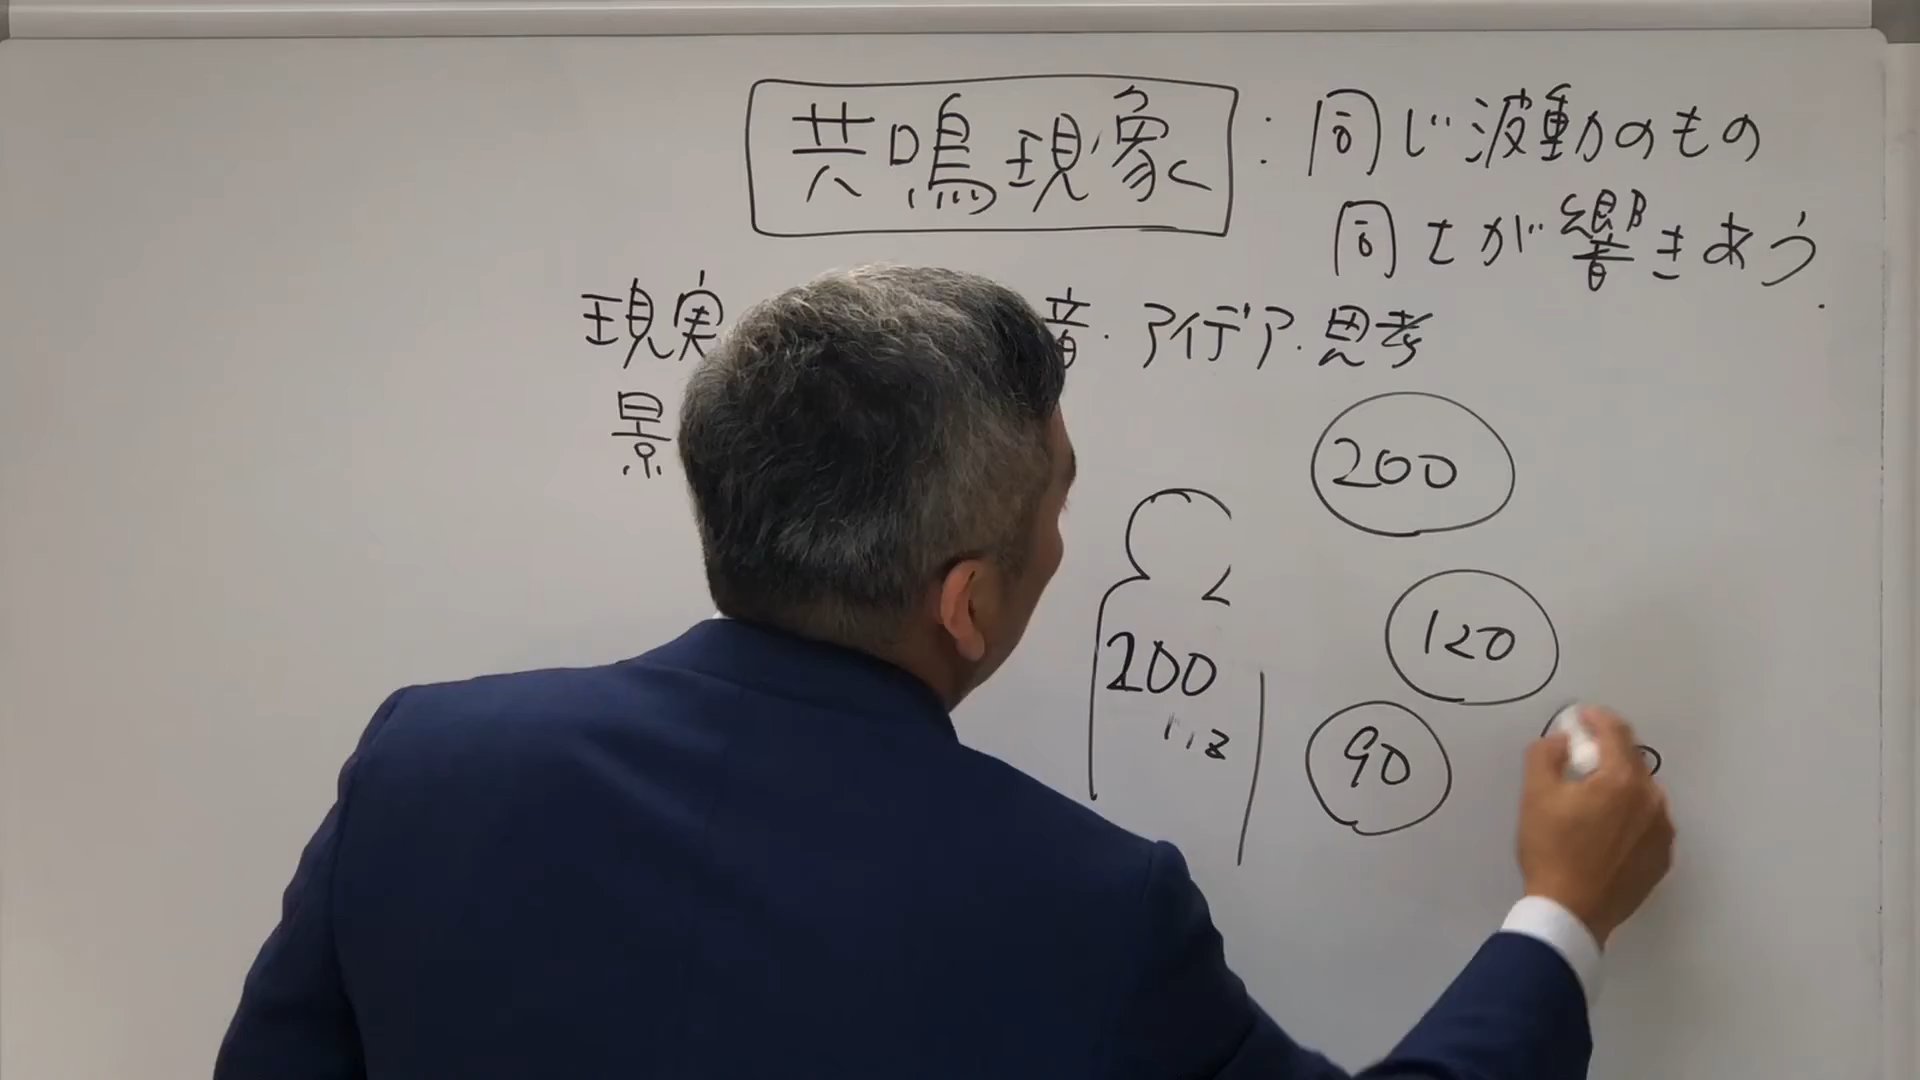 共鳴現象 : 同じ波動のもの
同士が響きあう.
現実 音・アイデア・思考
景
200
120
200
90